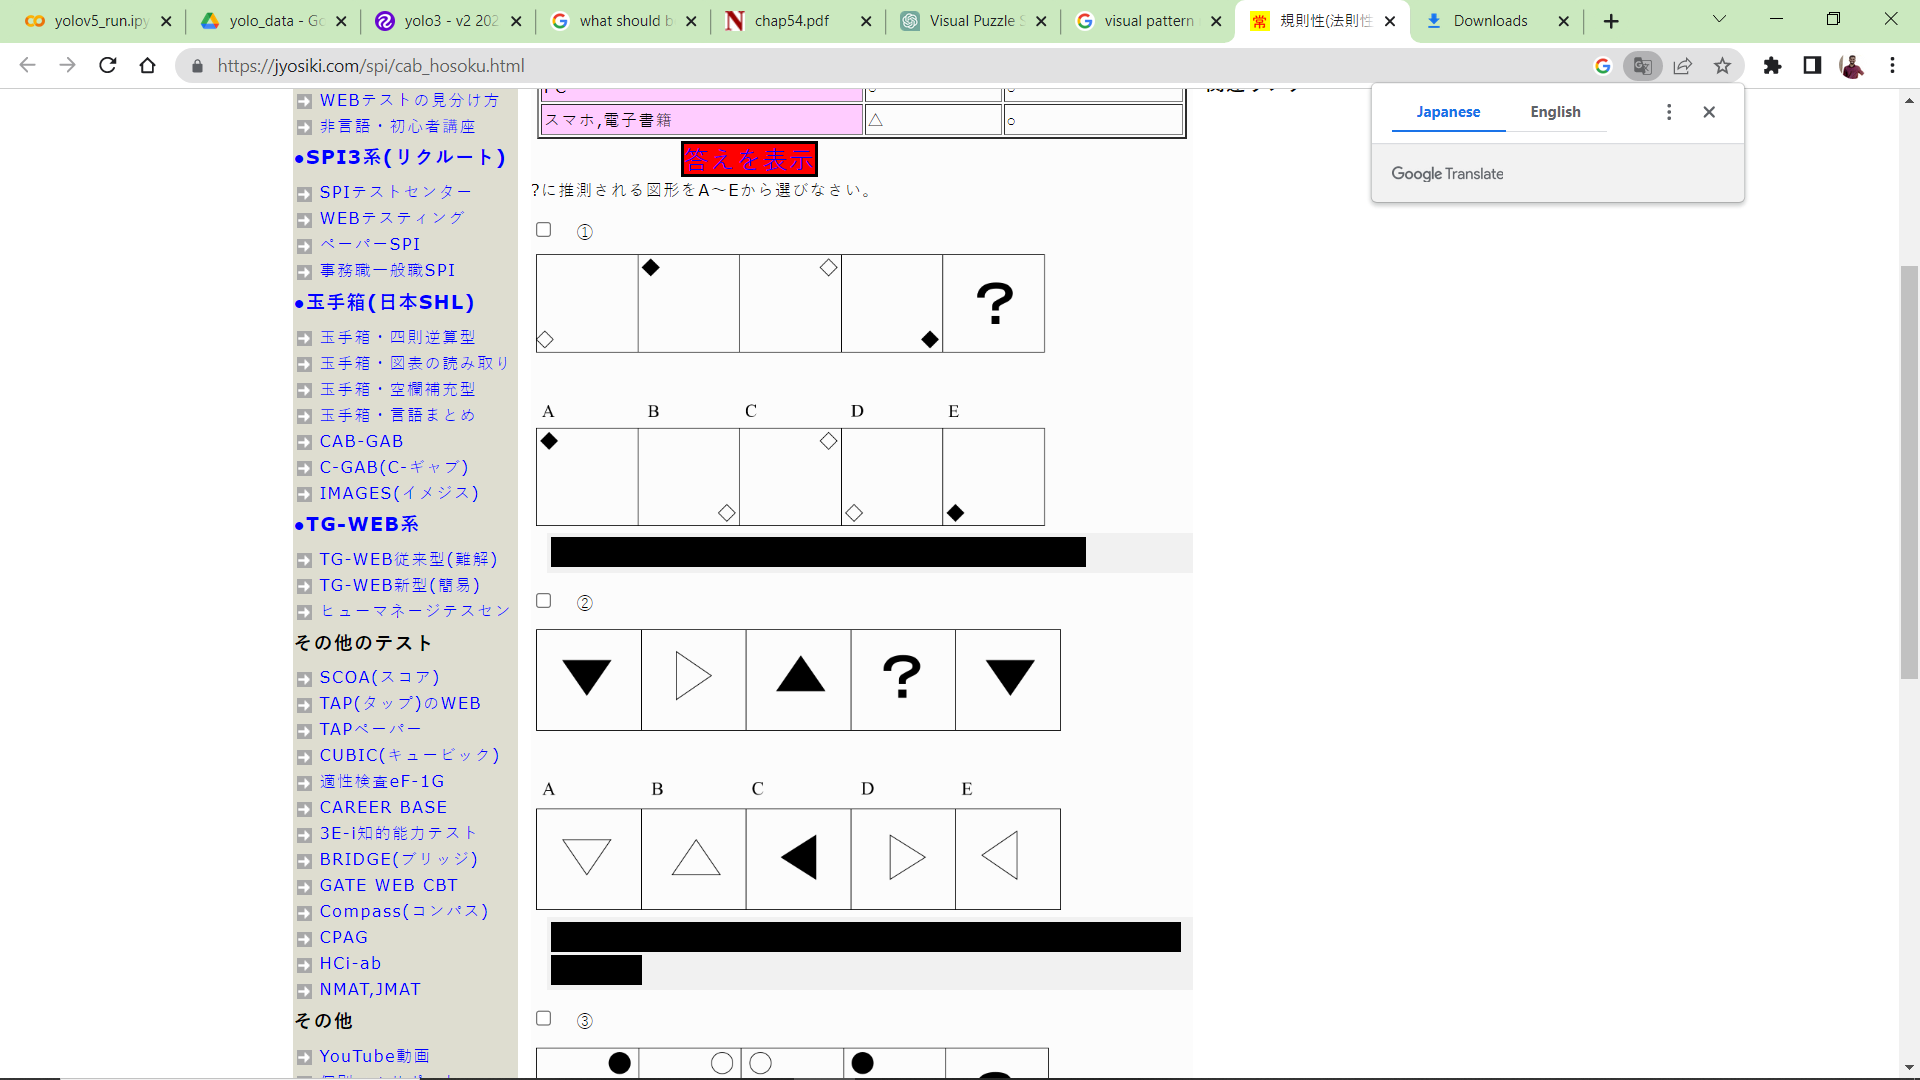 yolov5_run.ipy
yolo_data - Go
yolo3 - v2 202
what should b
chap54.pdf
Visual Puzzle S
visual pattern
規則性(法則性
Downloads
https://jyosiki.com/spi/cab_hosoku.html
Japanese
English
Google Translate
WEBテストの見分け方
非言語・初心者講座
●SPI3系(リクルート)
SPIテストセンター
WEBテスティング
ペーパーSPI
事務職一般職SPI
●玉手箱(日本SHL)
玉手箱・四則逆算型
玉手箱・図表の読み取り
玉手箱・空欄補充型
玉手箱・言語まとめ
CAB-GAB
C-GAB(C-ギャブ)
IMAGES(イメジス)
●TG-WEB系
TG-WEB従来型(難解)
TG-WEB新型(簡易)
ヒューマネージテスセン
その他のテスト
SCOA(スコア)
TAP(タップ)のWEB
TAPペーパー
CUBIC(キュービック)
適性検査eF-1G
CAREER BASE
3E-i知的能力テスト
BRIDGE(ブリッジ)
GATE WEB CBT
Compass(コンパス)
CPAG
HCi-ab
NMAT,JMAT
その他
YouTube動画
スマホ,電子書籍 △ ○
答えを表示
?に推測される図形をA～Eから選びなさい。
①
?
A B C D E
②
?
A B C D E
③